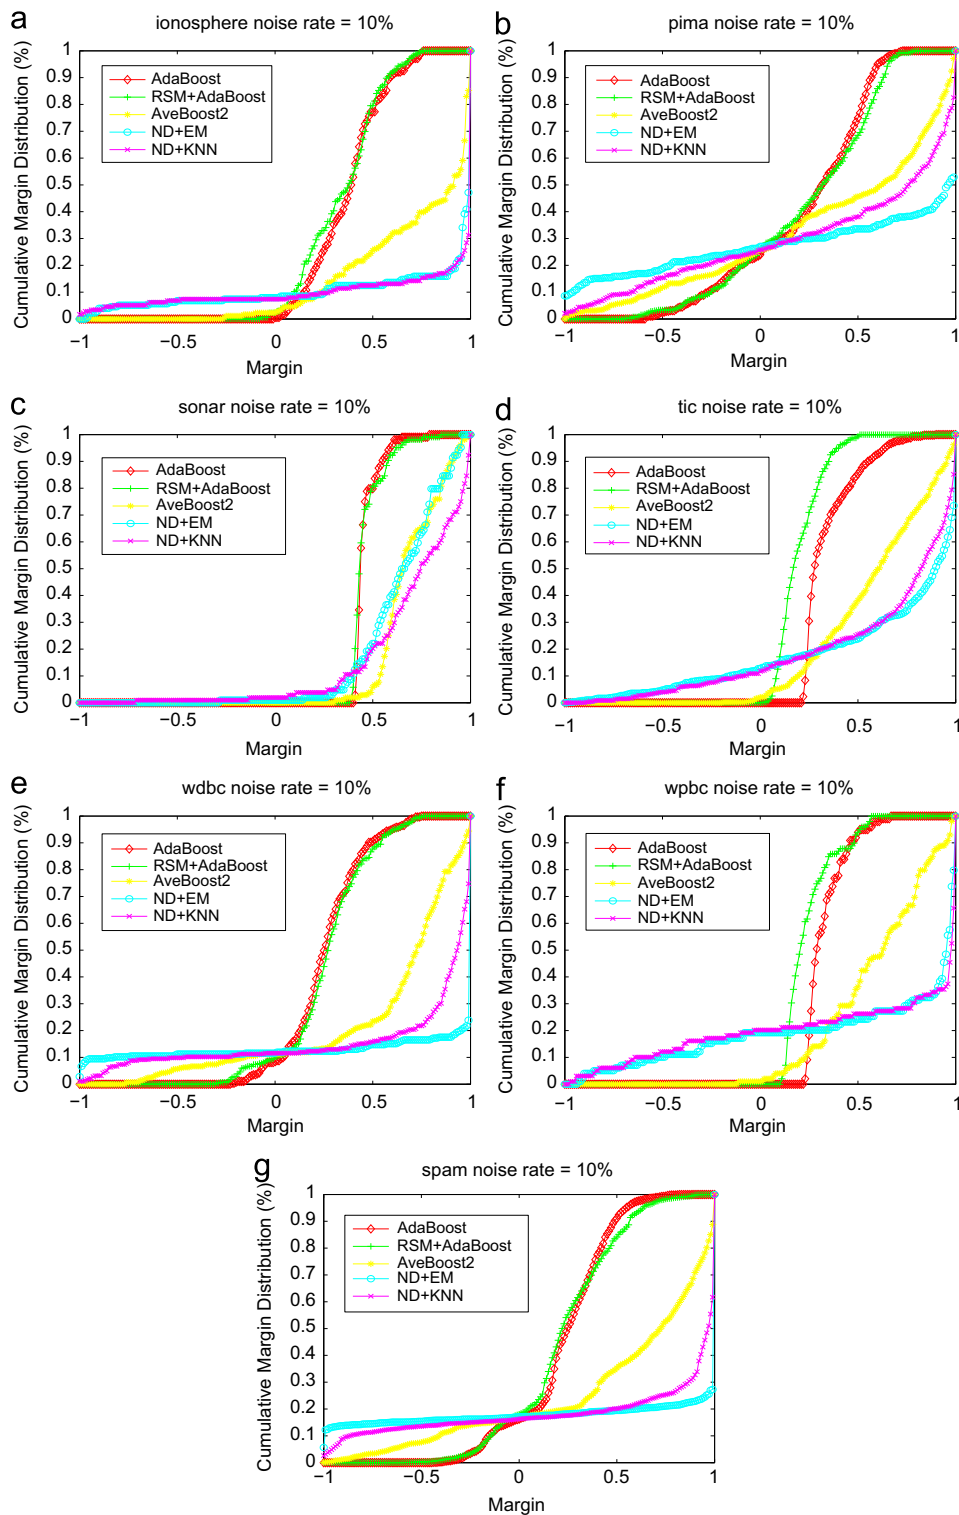 a
ionosphere noise rate = 10%
Cumulative Margin Distribution (%)
1
0.9
0.8
0.7
0.6
0.5
0.4
0.3
0.2
0.1
0
AdaBoost
RSM+AdaBoost
AveBoost2
ND+EM
ND+KNN
−1
−0.5
0
0.5
1
Margin
b
pima noise rate = 10%
Cumulative Margin Distribution (%)
1
0.9
0.8
0.7
0.6
0.5
0.4
0.3
0.2
0.1
0
AdaBoost
RSM+AdaBoost
AveBoost2
ND+EM
ND+KNN
−1
−0.5
0
0.5
1
Margin
c
sonar noise rate = 10%
Cumulative Margin Distribution (%)
1
0.9
0.8
0.7
0.6
0.5
0.4
0.3
0.2
0.1
0
AdaBoost
RSM+AdaBoost
AveBoost2
ND+EM
ND+KNN
−1
−0.5
0
0.5
1
Margin
d
tic noise rate = 10%
Cumulative Margin Distribution (%)
1
0.9
0.8
0.7
0.6
0.5
0.4
0.3
0.2
0.1
0
AdaBoost
RSM+AdaBoost
AveBoost2
ND+EM
ND+KNN
−1
−0.5
0
0.5
1
Margin
e
wdbc noise rate = 10%
Cumulative Margin Distribution (%)
1
0.9
0.8
0.7
0.6
0.5
0.4
0.3
0.2
0.1
0
AdaBoost
RSM+AdaBoost
AveBoost2
ND+EM
ND+KNN
−1
−0.5
0
0.5
1
Margin
f
wpbc noise rate = 10%
Cumulative Margin Distribution (%)
1
0.9
0.8
0.7
0.6
0.5
0.4
0.3
0.2
0.1
0
AdaBoost
RSM+AdaBoost
AveBoost2
ND+EM
ND+KNN
−1
−0.5
0
0.5
1
Margin
g
spam noise rate = 10%
Cumulative Margin Distribution (%)
1
0.9
0.8
0.7
0.6
0.5
0.4
0.3
0.2
0.1
0
AdaBoost
RSM+AdaBoost
AveBoost2
ND+EM
ND+KNN
−1
−0.5
0
0.5
1
Margin